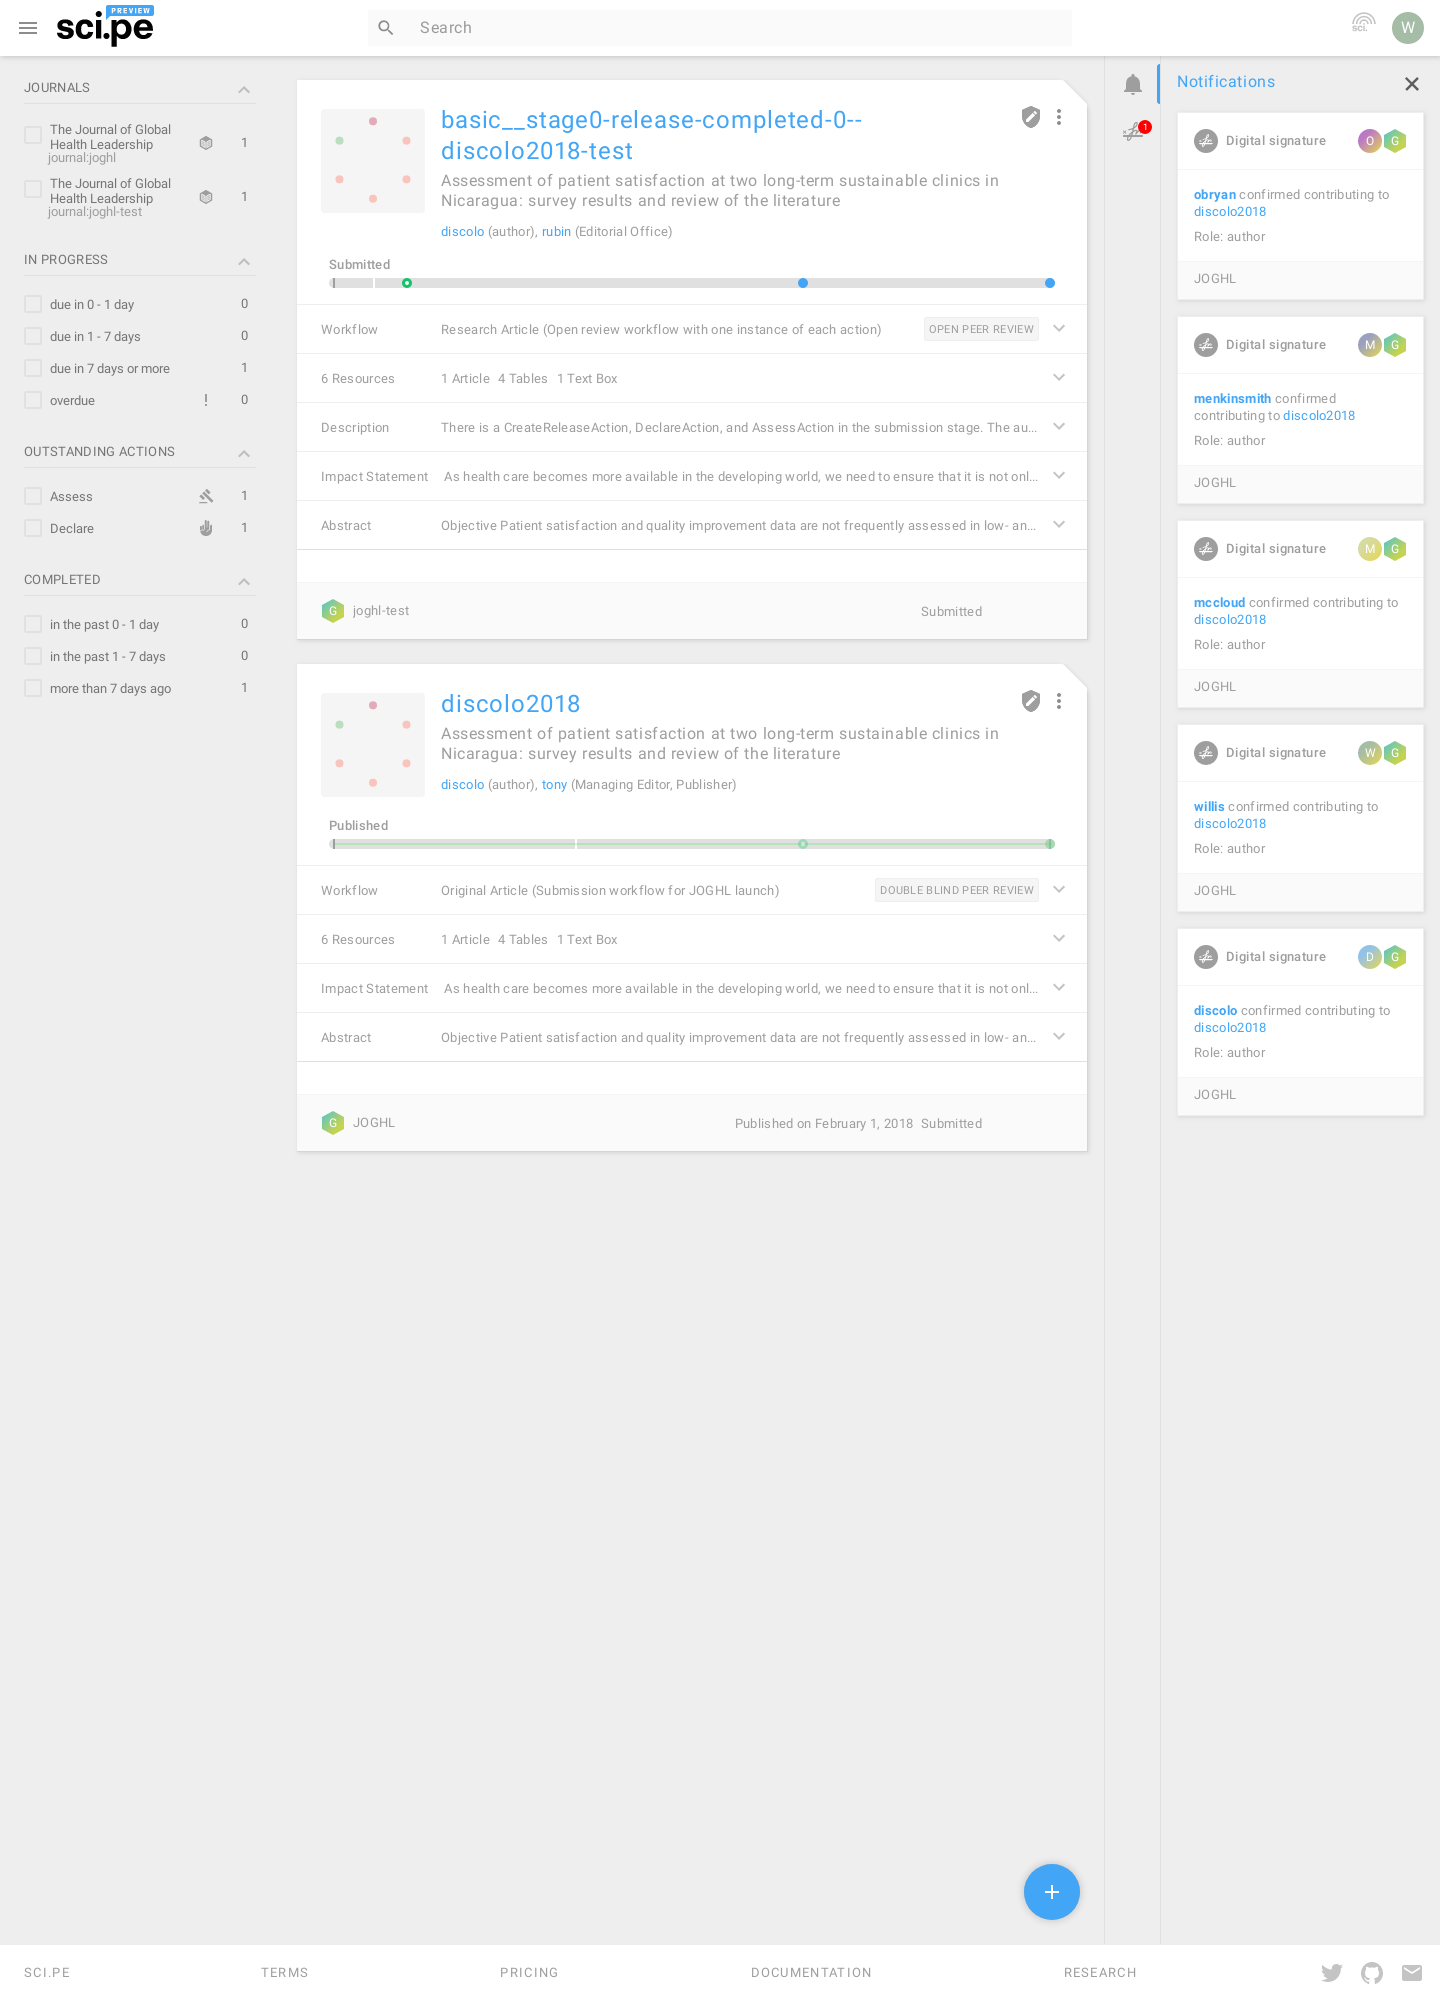 sci.pe
PREVIEW
Search
sci.
W
JOURNALS
The Journal of Global
Health Leadership
journal:joghl
1
The Journal of Global
Health Leadership
journal:joghl-test
1
IN PROGRESS
due in 0 - 1 day 0
due in 1 - 7 days 0
due in 7 days or more 1
overdue ! 0
OUTSTANDING ACTIONS
Assess 1
Declare 1
COMPLETED
in the past 0 - 1 day 0
in the past 1 - 7 days 0
more than 7 days ago 1
basic__stage0-release-completed-0--
discolo2018-test
Assessment of patient satisfaction at two long-term sustainable clinics in
Nicaragua: survey results and review of the literature
discolo (author), rubin (Editorial Office)
Submitted
Workflow Research Article (Open review workflow with one instance of each action) OPEN PEER REVIEW
6 Resources 1 Article 4 Tables 1 Text Box
Description There is a CreateReleaseAction, DeclareAction, and AssessAction in the submission stage. The au...
Impact Statement As health care becomes more available in the developing world, we need to ensure that it is not onl...
Abstract Objective Patient satisfaction and quality improvement data are not frequently assessed in low- an...
G joghl-test Submitted
discolo2018
Assessment of patient satisfaction at two long-term sustainable clinics in
Nicaragua: survey results and review of the literature
discolo (author), tony (Managing Editor, Publisher)
Published
Workflow Original Article (Submission workflow for JOGHL launch) DOUBLE BLIND PEER REVIEW
6 Resources 1 Article 4 Tables 1 Text Box
Impact Statement As health care becomes more available in the developing world, we need to ensure that it is not onl...
Abstract Objective Patient satisfaction and quality improvement data are not frequently assessed in low- an...
G JOGHL Published on February 1, 2018 Submitted
1
Notifications
Digital signature O G
obryan confirmed contributing to
discolo2018
Role: author
JOGHL
Digital signature M G
menkinsmith confirmed
contributing to discolo2018
Role: author
JOGHL
Digital signature M G
mccloud confirmed contributing to
discolo2018
Role: author
JOGHL
Digital signature W G
willis confirmed contributing to
discolo2018
Role: author
JOGHL
Digital signature D G
discolo confirmed contributing to
discolo2018
Role: author
JOGHL
SCI.PE TERMS PRICING DOCUMENTATION RESEARCH